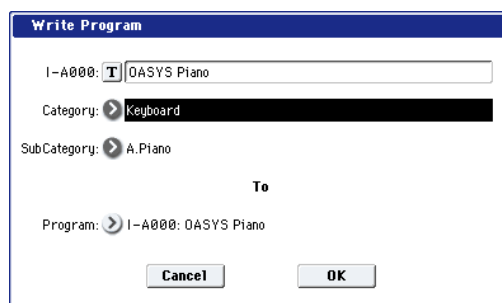 Write Program
I-A000: T OASYS Piano
Category: Keyboard
SubCategory: A.Piano
To
Program: I-A000: OASYS Piano
Cancel OK